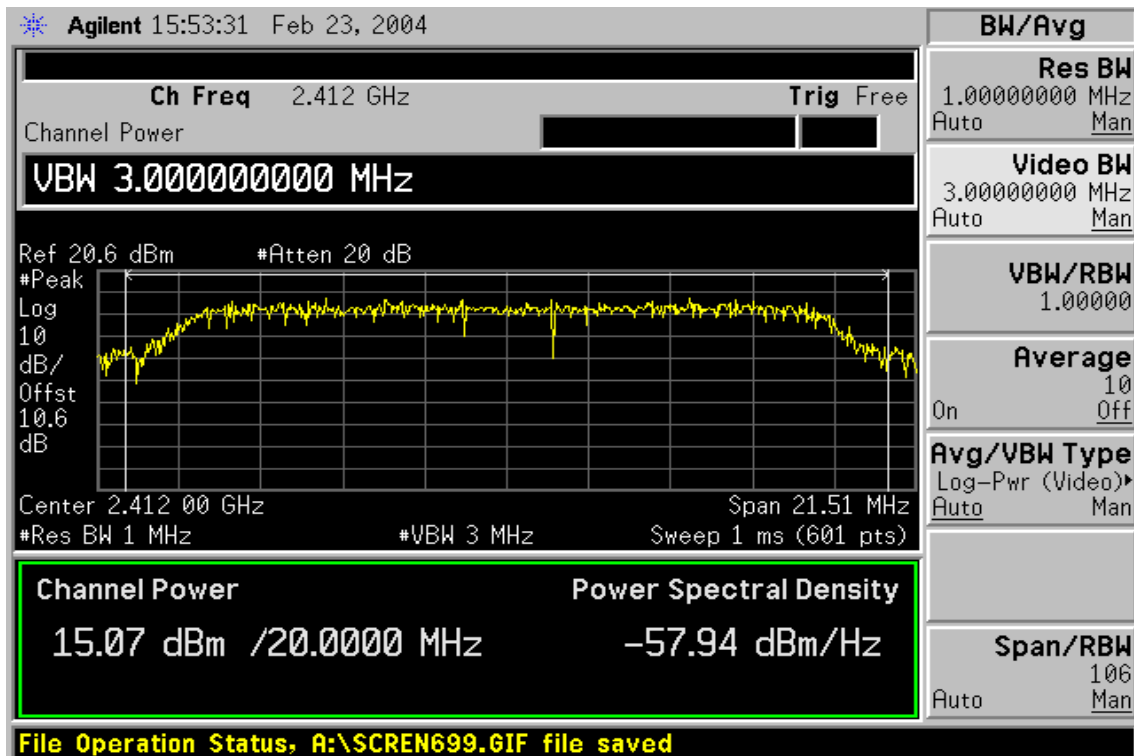 Agilent 15:53:31 Feb 23, 2004
Ch Freq 2.412 GHz Trig Free
Channel Power
VBW 3.000000000 MHz
Ref 20.6 dBm #Atten 20 dB
#Peak
Log
10
dB/
Offst
10.6
dB
Center 2.412 00 GHz Span 21.51 MHz
#Res BW 1 MHz #VBW 3 MHz Sweep 1 ms (601 pts)
Channel Power Power Spectral Density
15.07 dBm /20.0000 MHz -57.94 dBm/Hz
File Operation Status, A:\SCREN699.GIF file saved
BW/Avg
Res BW
1.00000000 MHz
Auto Man
Video BW
3.00000000 MHz
Auto Man
VBW/RBW
1.00000
Average
10
On Off
Avg/VBW Type
Log-Pwr (Video)▸
Auto Man
Span/RBW
106
Auto Man